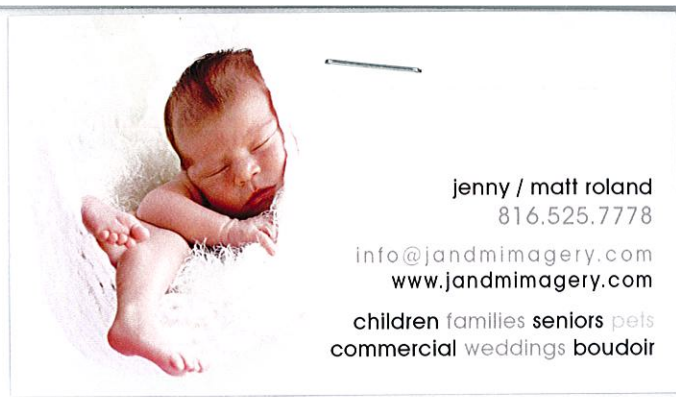 jenny / matt roland
816.525.7778
info@jandmimagery.com
www.jandmimagery.com
children families seniors pets
commercial weddings boudoir